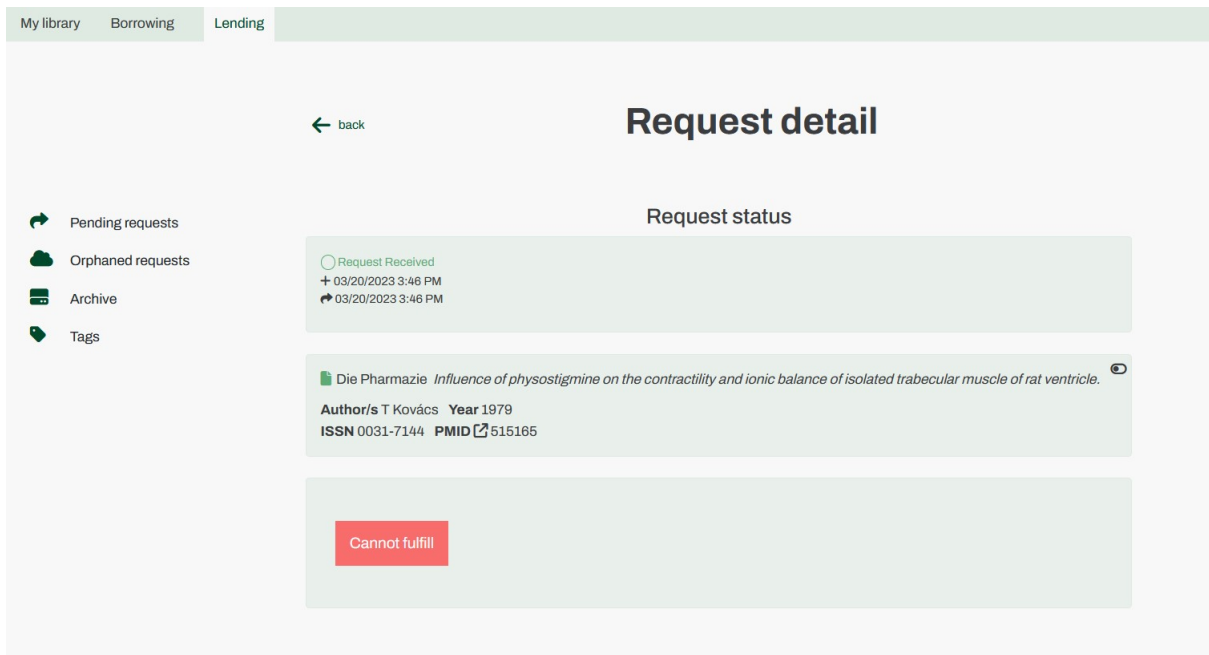 My library Borrowing Lending
back
Request detail
Pending requests
Orphaned requests
Archive
Tags
Request status
Request Received
03/20/2023 3:46 PM
03/20/2023 3:46 PM
Die Pharmazie Influence of physostigmine on the contractility and ionic balance of isolated trabecular muscle of rat ventricle.
Author/s T Kovács Year 1979
ISSN 0031-7144 PMID 515165
Cannot fulfill